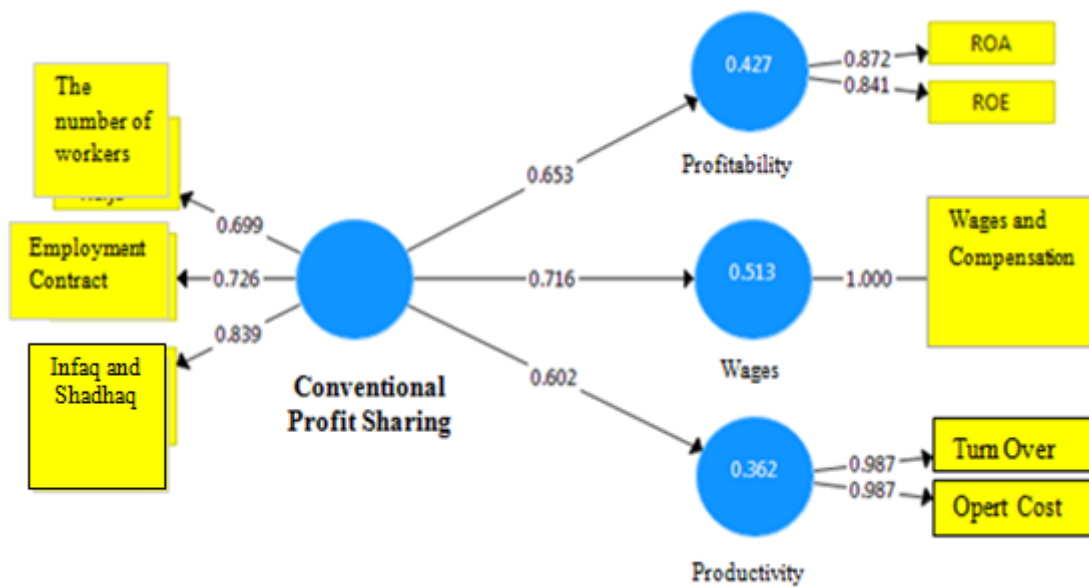 The
number of
workers
Employment
Contract
Infaq and
Shadhaq
0.699
0.726
0.839
Conventional
Profit Sharing
0.653
0.716
0.602
0.427
Profitability
0.872
0.841
ROA
ROE
0.513
Wages
1.000
Wages and
Compensation
0.362
Productivity
0.987
0.987
Turn Over
Opert Cost